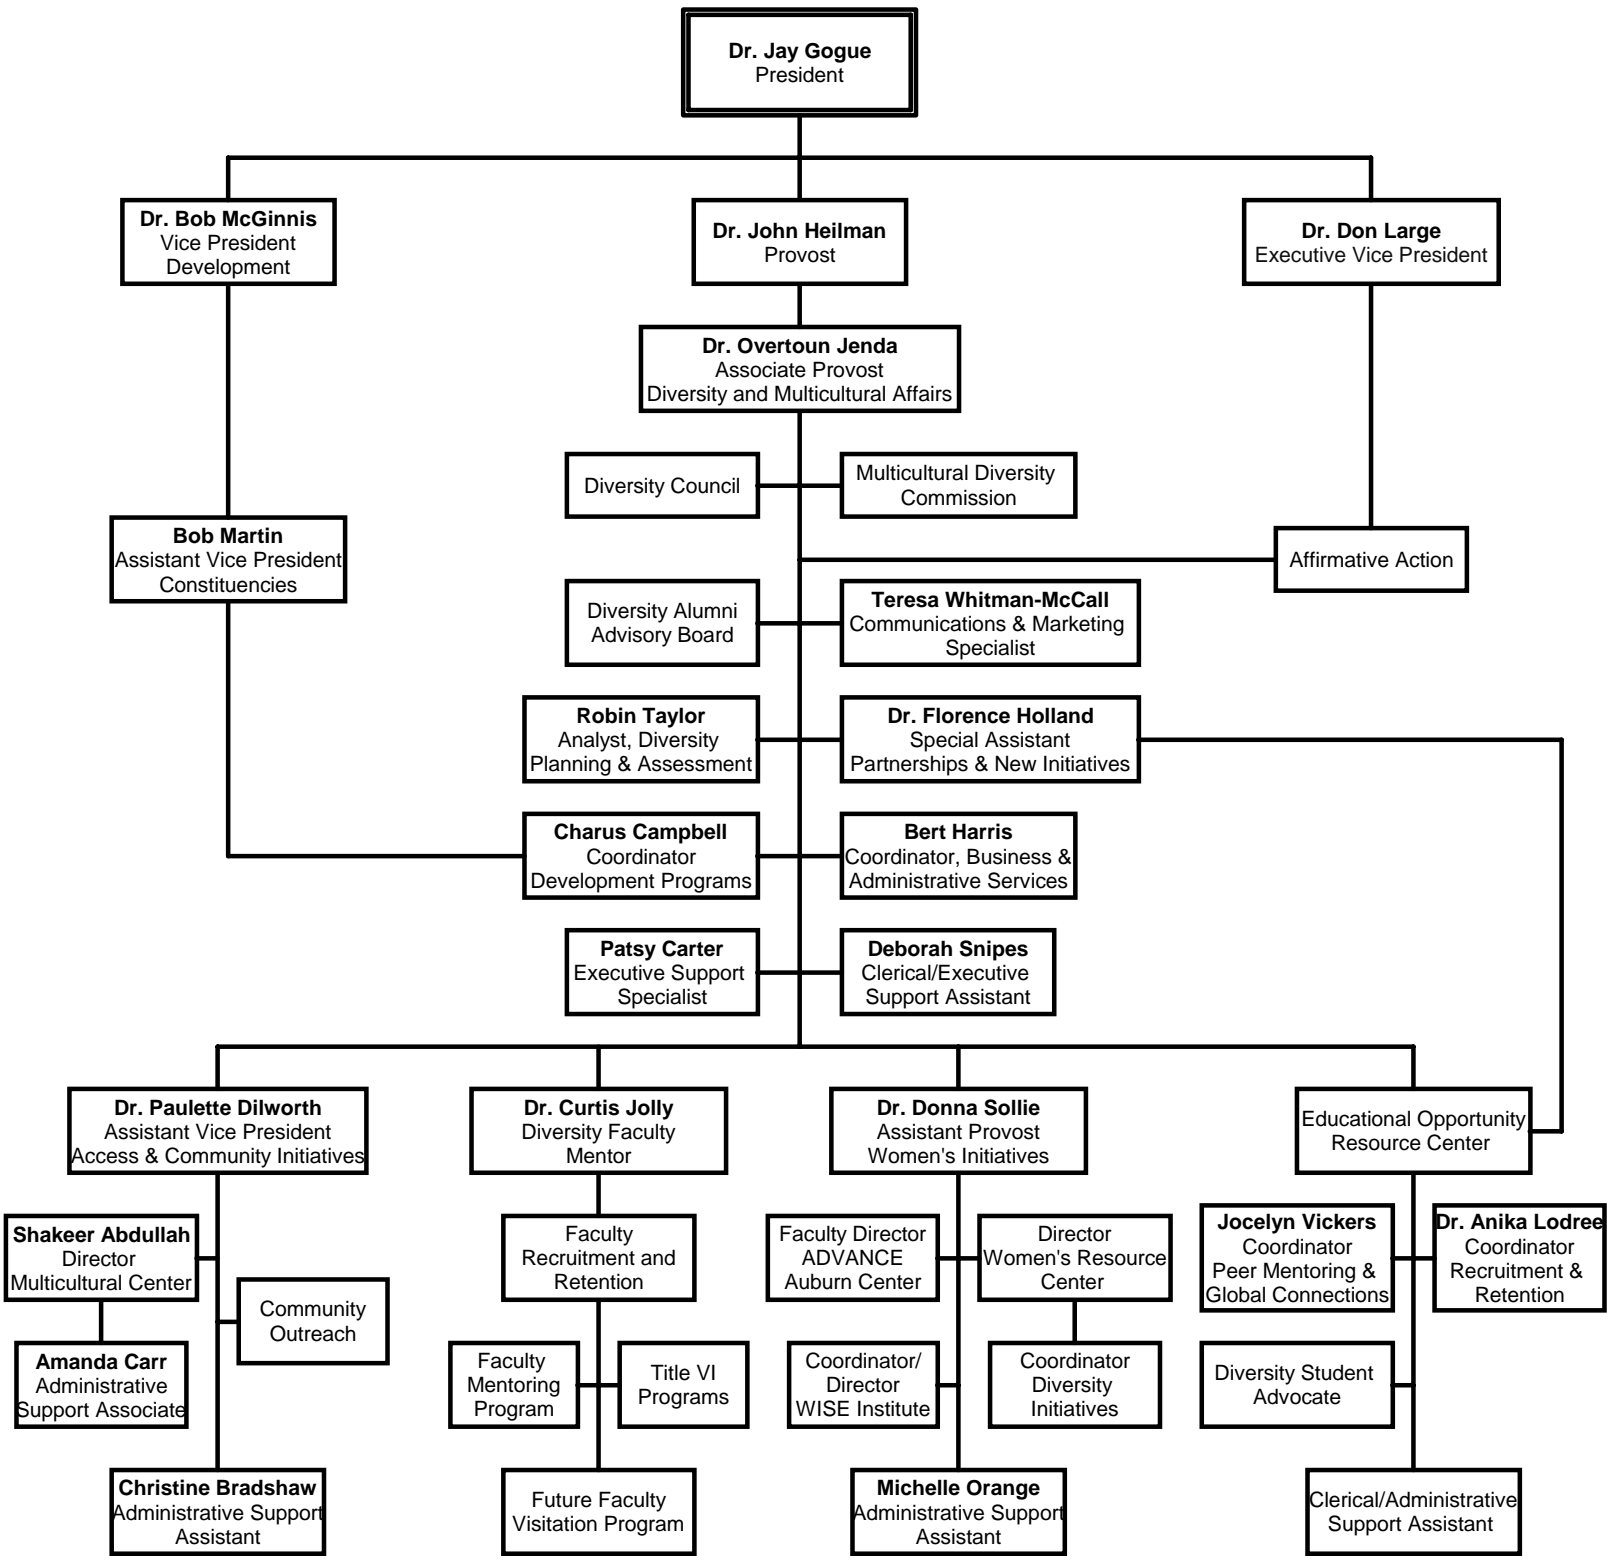 Dr. Jay Gogue
President
Dr. Bob McGinnis
Vice President
Development
Dr. John Heilman
Provost
Dr. Don Large
Executive Vice President
Dr. Overtoun Jenda
Associate Provost
Diversity and Multicultural Affairs
Diversity Council
Multicultural Diversity
Commission
Bob Martin
Assistant Vice President
Constituencies
Affirmative Action
Diversity Alumni
Advisory Board
Teresa Whitman-McCall
Communications & Marketing
Specialist
Robin Taylor
Analyst, Diversity
Planning & Assessment
Dr. Florence Holland
Special Assistant
Partnerships & New Initiatives
Charus Campbell
Coordinator
Development Programs
Bert Harris
Coordinator, Business &
Administrative Services
Patsy Carter
Executive Support
Specialist
Deborah Snipes
Clerical/Executive
Support Assistant
Dr. Paulette Dilworth
Assistant Vice President
Access & Community Initiatives
Dr. Curtis Jolly
Diversity Faculty
Mentor
Dr. Donna Sollie
Assistant Provost
Women's Initiatives
Educational Opportunity
Resource Center
Shakeer Abdullah
Director
Multicultural Center
Community
Outreach
Amanda Carr
Administrative
Support Associate
Christine Bradshaw
Administrative Support
Assistant
Faculty
Recruitment and
Retention
Faculty
Mentoring
Program
Title VI
Programs
Future Faculty
Visitation Program
Faculty Director
ADVANCE
Auburn Center
Director
Women's Resource
Center
Coordinator/
Director
WISE Institute
Coordinator
Diversity
Initiatives
Michelle Orange
Administrative Support
Assistant
Jocelyn Vickers
Coordinator
Peer Mentoring &
Global Connections
Dr. Anika Lodree
Coordinator
Recruitment &
Retention
Diversity Student
Advocate
Clerical/Administrative
Support Assistant